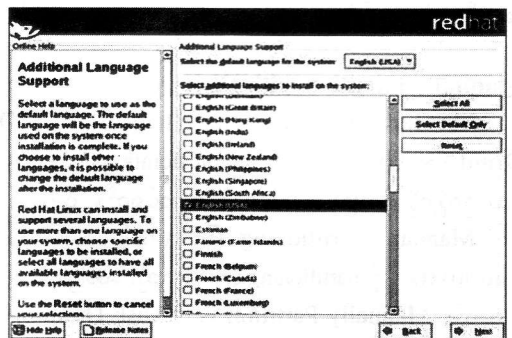 redhat
Online Help
Additional Language
Support
Select a language to use as the
default language. The default
language will be the language
used on the system once
installation is complete. If you
choose to install other
languages, it is possible to
change the default language
after the installation.
Red Hat Linux can install and
support several languages. To
use more than one language on
your system, choose specific
languages to be installed, or
select all languages to have all
available languages installed
on the system.
Use the Reset button to cancel
your selections.
Hide Help
Release Notes
Additional Language Support
Select the default language for the system: English (USA)
Select additional languages to install on the system:
English (Great Britain)
English (Hong Kong)
English (India)
English (Ireland)
English (New Zealand)
English (Philippines)
English (Singapore)
English (South Africa)
English (USA)
English (Zimbabwe)
Estonian
Faroese (Faroe Islands)
Finnish
French (Belgium)
French (Canada)
French (France)
French (Luxemburg)
Select All
Select Default Only
Reset
Back
Next